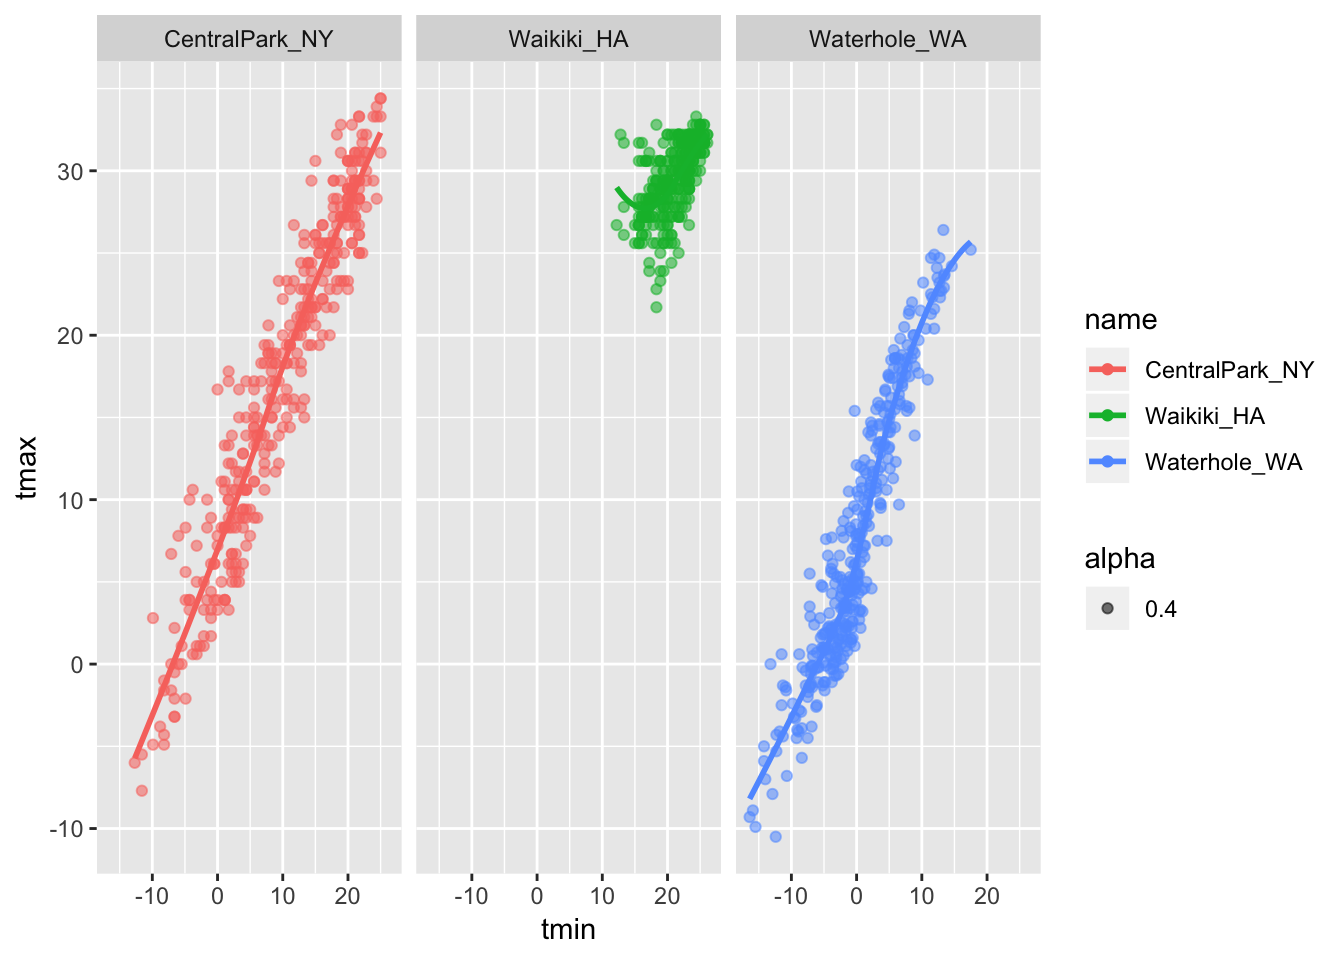 CentralPark_NY Waikiki_HA Waterhole_WA
tmax
30
20
10
0
-10
-10 0 10 20 -10 0 10 20 -10 0 10 20
tmin
name
CentralPark_NY
Waikiki_HA
Waterhole_WA
alpha
0.4